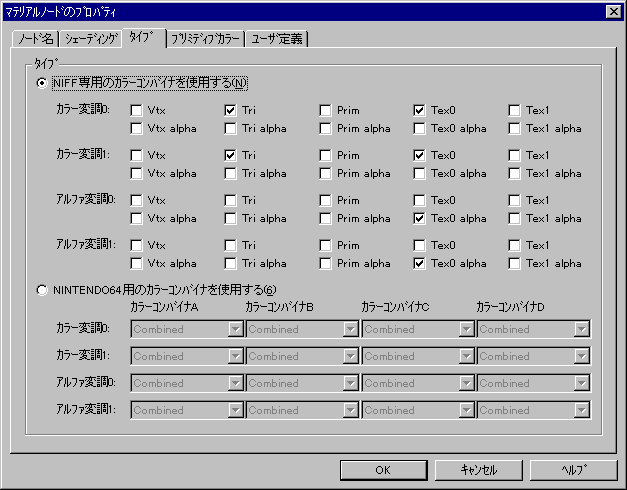 ﾏﾃﾘｱﾙﾉｰﾄﾞのﾌﾟﾛﾊﾟﾃｨ
ﾉｰﾄﾞ名 ｼｪｰﾃﾞｨﾝｸﾞ ﾀｲﾌﾟ ﾌﾟﾘﾐﾃｨﾌﾞｶﾗｰ ﾕｰｻﾞ定義
ﾀｲﾌﾟ
NIFF専用のｶﾗｰｺﾝﾊﾞｲﾅを使用する(N)
ｶﾗｰ変調0: Vtx Tri Prim Tex0 Tex1
Vtx alpha Tri alpha Prim alpha Tex0 alpha Tex1 alpha
ｶﾗｰ変調1: Vtx Tri Prim Tex0 Tex1
Vtx alpha Tri alpha Prim alpha Tex0 alpha Tex1 alpha
ｱﾙﾌｧ変調0: Vtx Tri Prim Tex0 Tex1
Vtx alpha Tri alpha Prim alpha Tex0 alpha Tex1 alpha
ｱﾙﾌｧ変調1: Vtx Tri Prim Tex0 Tex1
Vtx alpha Tri alpha Prim alpha Tex0 alpha Tex1 alpha
NINTENDO64用のｶﾗｰｺﾝﾊﾞｲﾅを使用する(6)
ｶﾗｰｺﾝﾊﾞｲﾅA ｶﾗｰｺﾝﾊﾞｲﾅB ｶﾗｰｺﾝﾊﾞｲﾅC ｶﾗｰｺﾝﾊﾞｲﾅD
ｶﾗｰ変調0: Combined Combined Combined Combined
ｶﾗｰ変調1: Combined Combined Combined Combined
ｱﾙﾌｧ変調0: Combined Combined Combined Combined
ｱﾙﾌｧ変調1: Combined Combined Combined Combined
OK ｷｬﾝｾﾙ ﾍﾙﾌﾟ